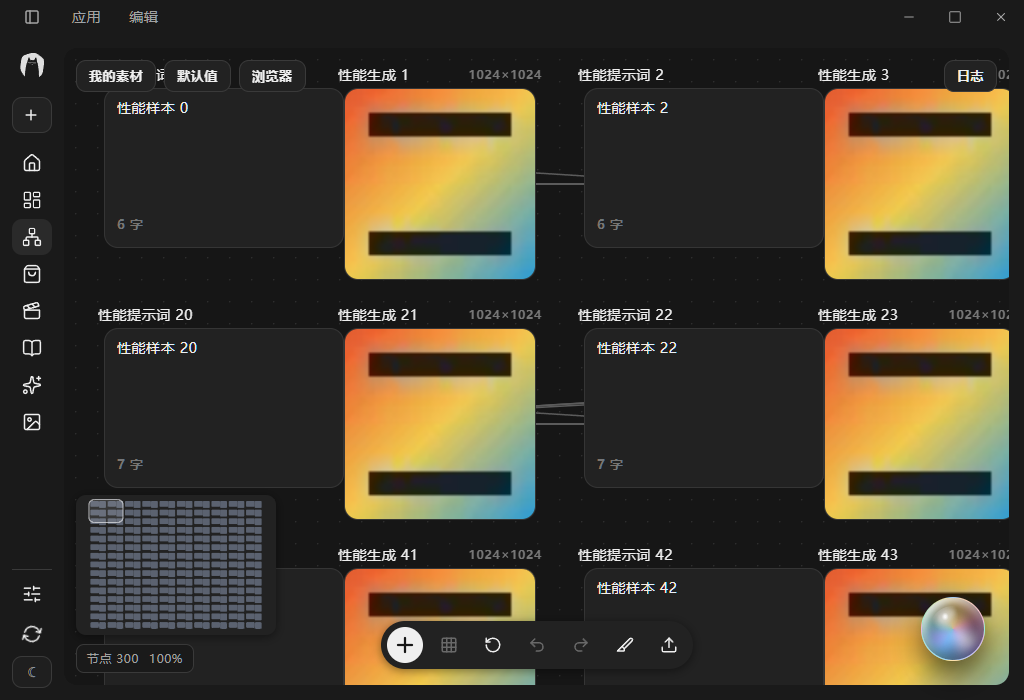 应用 编辑
我的素材 词 默认值 浏览器 性能生成 1 1024×1024 性能提示词 2 性能生成 3 日志
性能样本 0 性能样本 2
6 字 6 字
性能提示词 20 性能生成 21 1024×1024 性能提示词 22 性能生成 23 1024×102
性能样本 20 性能样本 22
7 字 7 字
性能生成 41 1024×1024 性能提示词 42 性能生成 43 1024×102
性能样本 42
节点 300 100%